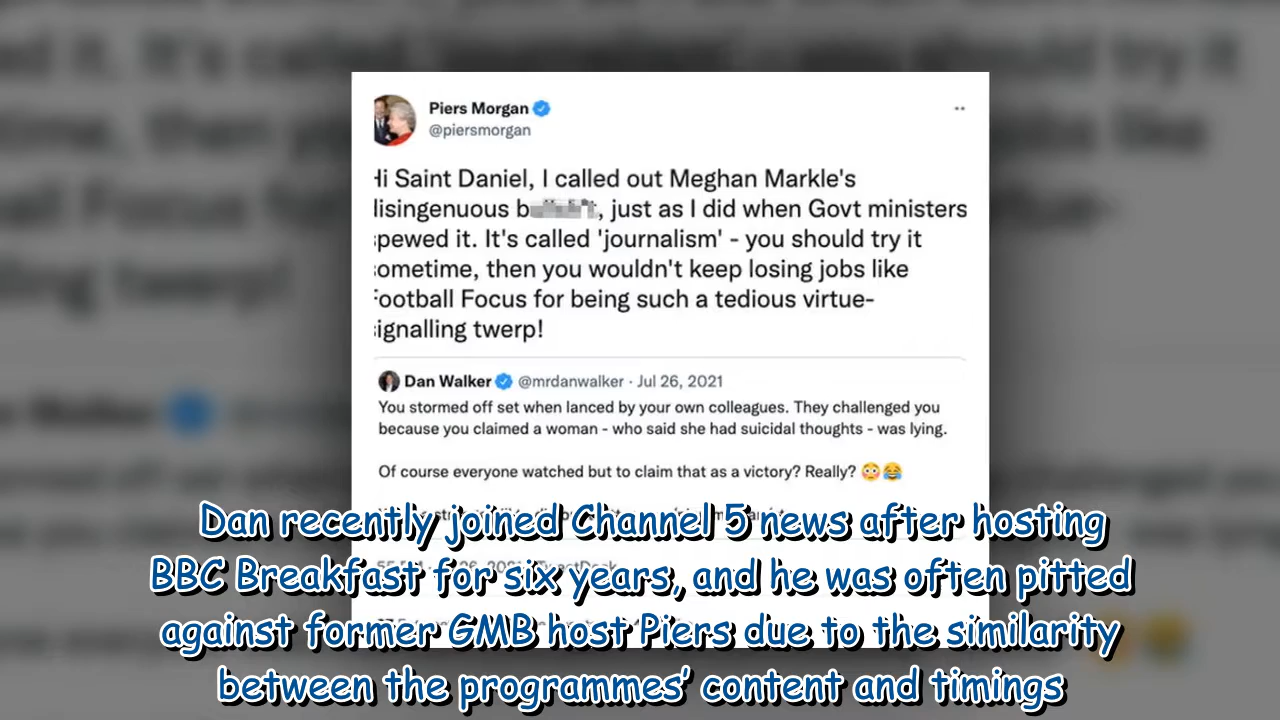 Piers Morgan
@piersmorgan
Hi Saint Daniel, I called out Meghan Markle's
disingenuous b, just as I did when Govt ministers
spewed it. It's called 'journalism' - you should try it
sometime, then you wouldn't keep losing jobs like
Football Focus for being such a tedious virtue-
signalling twerp!
Dan Walker @mrdanwalker · Jul 26, 2021
You stormed off set when lanced by your own colleagues. They challenged you
because you claimed a woman - who said she had suicidal thoughts - was lying.
Of course everyone watched but to claim that as a victory? Really? 😳😂
Dan recently joined Channel 5 news after hosting
BBC Breakfast for six years, and he was often pitted
against former GMB host Piers due to the similarity
between the programmes’ content and timings